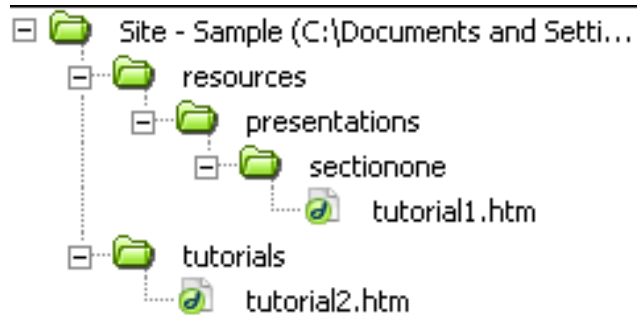 Site - Sample (C:\Documents and Setti...
resources
presentations
sectionone
tutorial1.htm
tutorials
tutorial2.htm